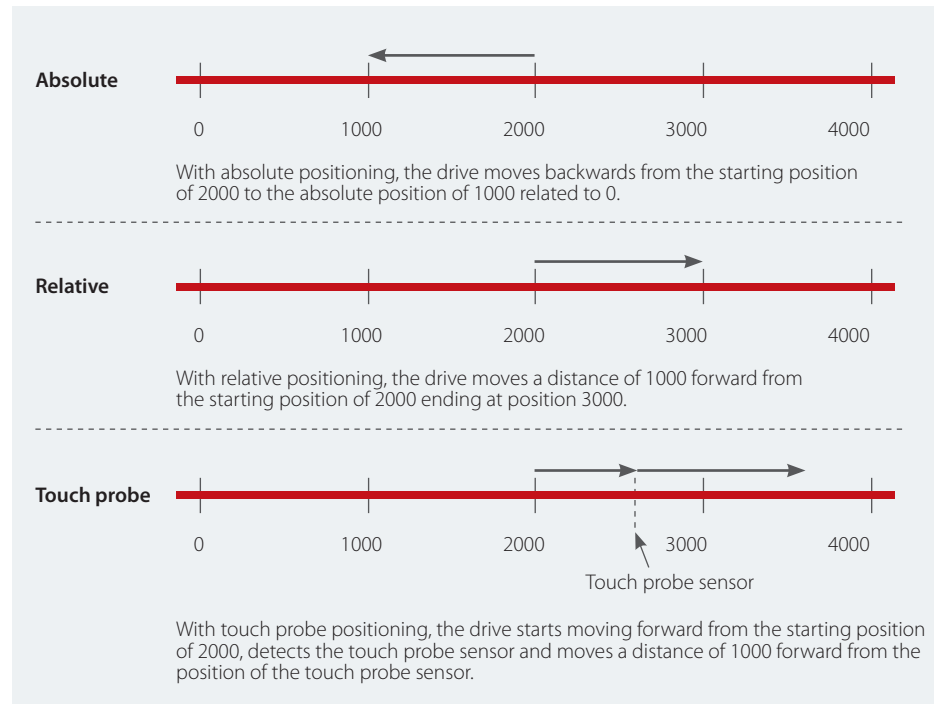 Absolute
0 1000 2000 3000 4000
With absolute positioning, the drive moves backwards from the starting position
of 2000 to the absolute position of 1000 related to 0.
Relative
0 1000 2000 3000 4000
With relative positioning, the drive moves a distance of 1000 forward from
the starting position of 2000 ending at position 3000.
Touch probe
0 1000 2000 3000 4000
Touch probe sensor
With touch probe positioning, the drive starts moving forward from the starting position
of 2000, detects the touch probe sensor and moves a distance of 1000 forward from the
position of the touch probe sensor.